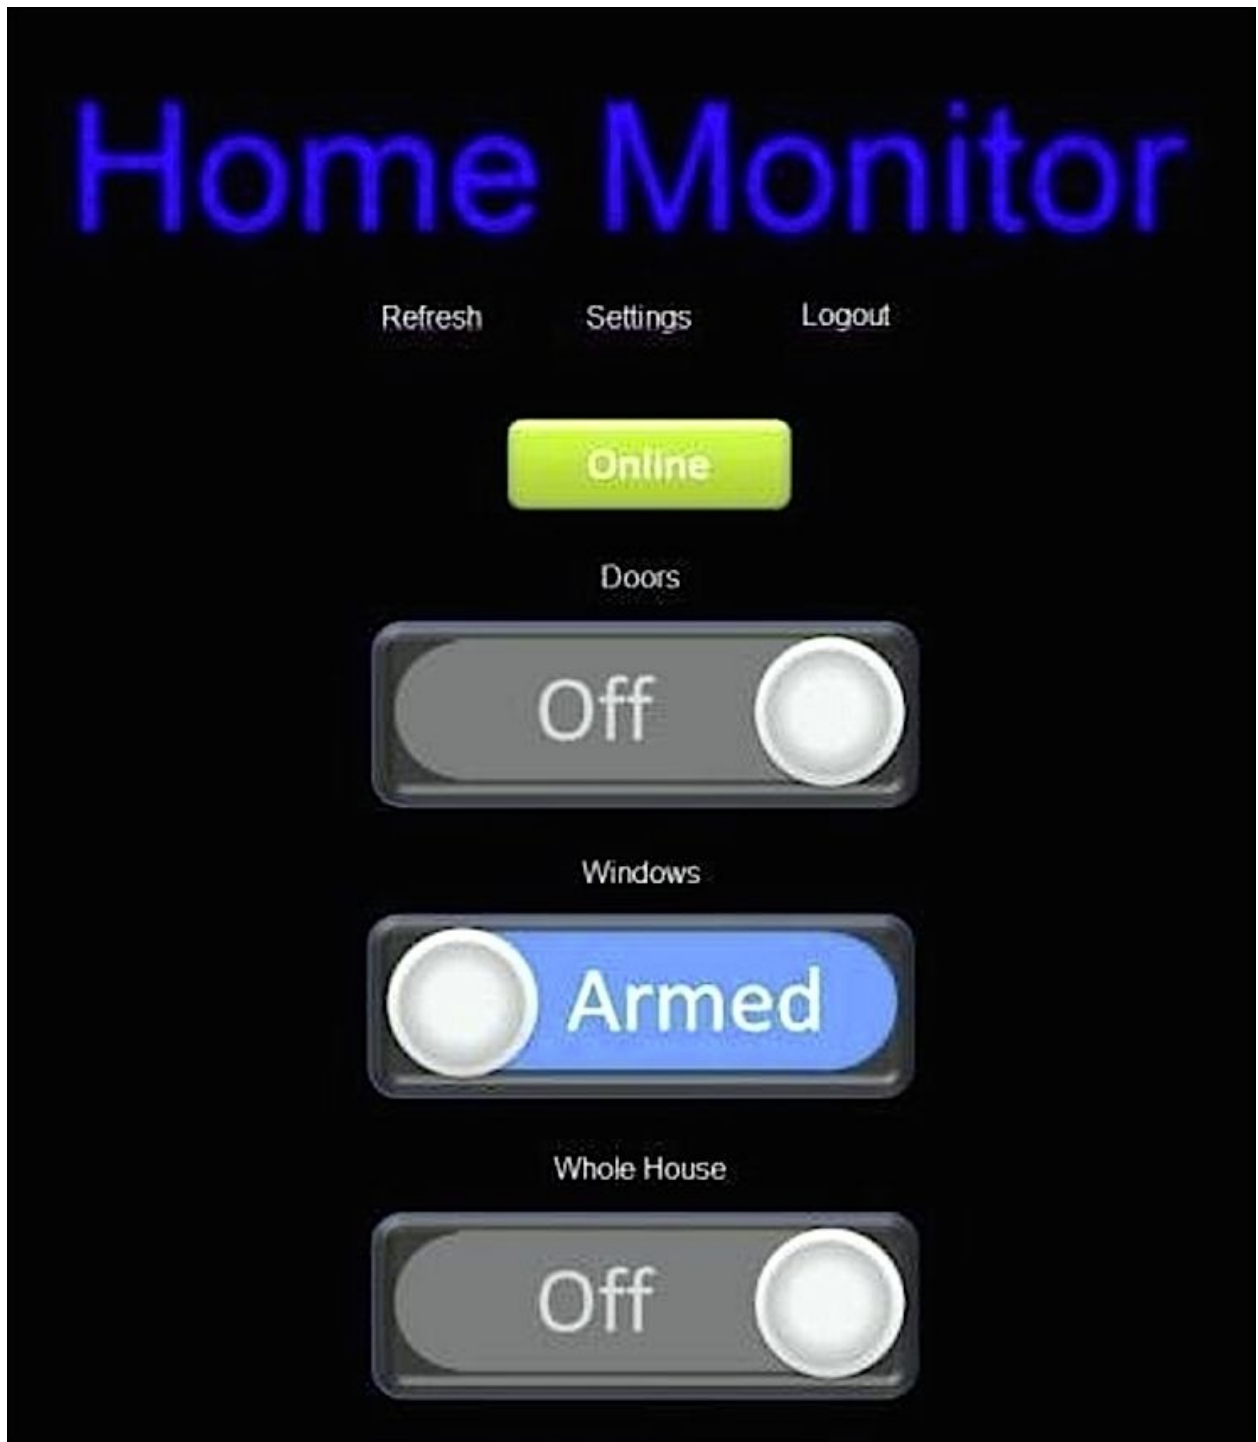 Home Monitor
Refresh Settings Logout
Online
Doors
Off
Windows
Armed
Whole House
Off